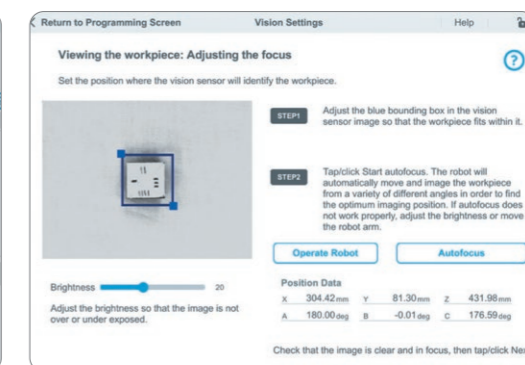 Return to Programming Screen
Vision Settings
Help
Viewing the workpiece: Adjusting the focus
?
Set the position where the vision sensor will identify the workpiece.
STEP1
Adjust the blue bounding box in the vision
sensor image so that the workpiece fits within it.
STEP2
Tap/click Start autofocus. The robot will
automatically move and image the workpiece
from a variety of different angles in order to find
the optimum imaging position. If autofocus does
not work properly, adjust the brightness or move
the robot arm.
Operate Robot
Autofocus
Brightness 20
Adjust the brightness so that the image is not
over or under exposed.
Position Data
X 304.42 mm Y 81.30 mm Z 431.98 mm
A 180.00 deg B -0.01 deg C 176.59 deg
Check that the image is clear and in focus, then tap/click